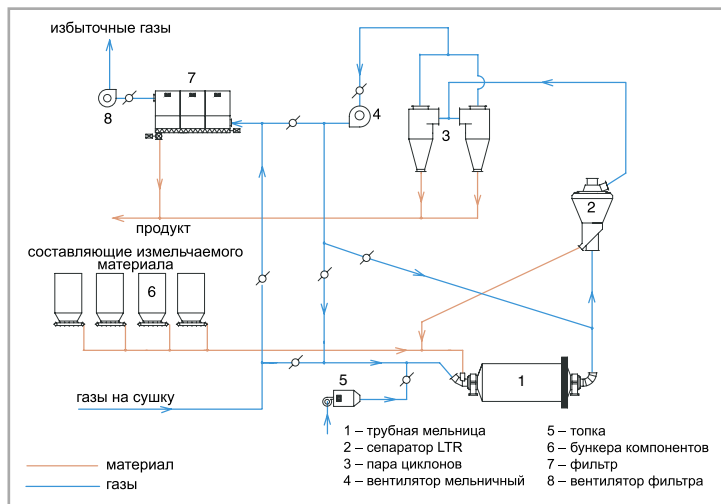 избыточные газы
7
8
4
3
2
продукт
составляющие измельчаемого
материала
6
1
5
газы на сушку
1 – трубная мельница
2 – сепаратор LTR
3 – пара циклонов
4 – вентилятор мельничный
5 – топка
6 – бункера компонентов
7 – фильтр
8 – вентилятор фильтра
материал
газы